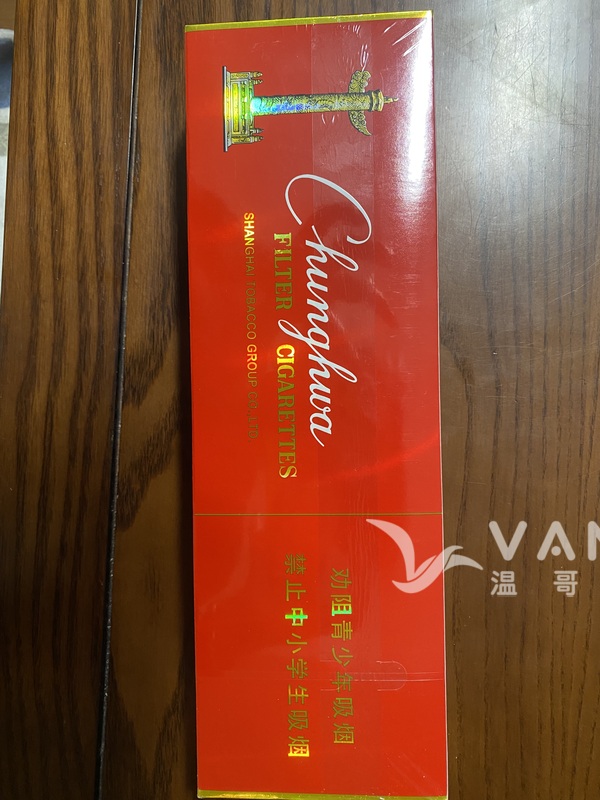 Chunghwa
FILTER CIGARETTES
SHANGHAI TOBACCO GROUP CO.,LTD.
劝阻青少年吸烟
禁止中小学生吸烟
VAN
温哥